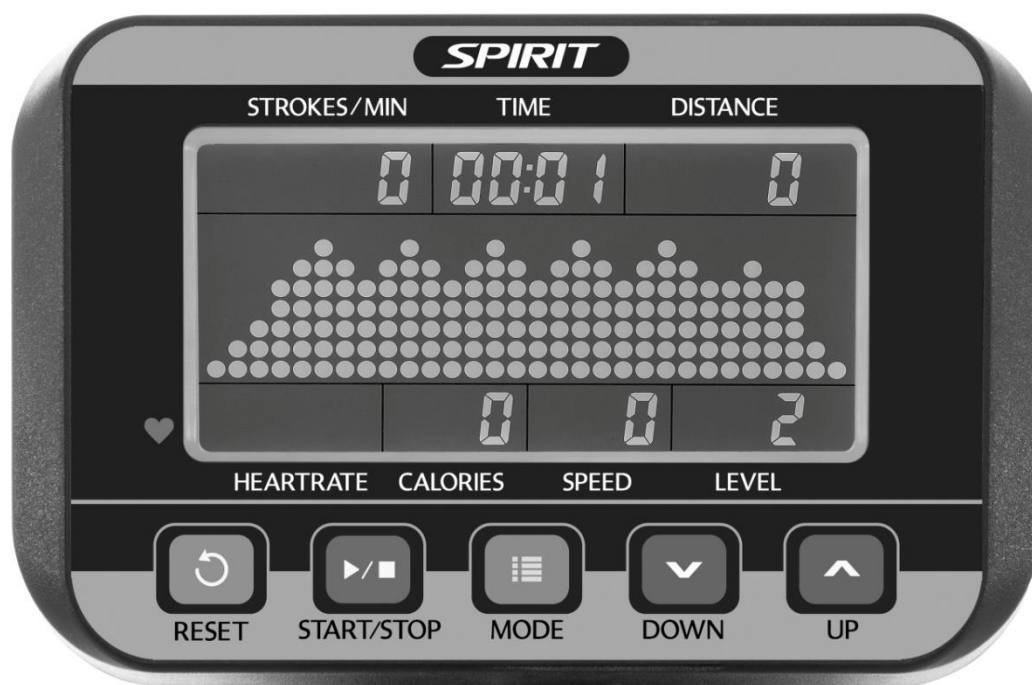 SPIRIT
STROKES/MIN TIME DISTANCE
0 00:01 0
0 0 2
HEARTRATE CALORIES SPEED LEVEL
RESET START/STOP MODE DOWN UP